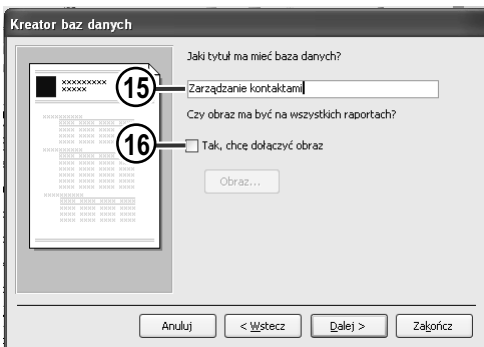 Kreator baz danych
Jaki tytuł ma mieć baza danych?
15
Zarządzanie kontaktami
Czy obraz ma być na wszystkich raportach?
16
Tak, chcę dołączyć obraz
Obraz...
Anuluj
< Wstecz
Dalej >
Zakończ